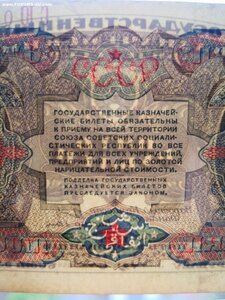 ГОСУДАРСТВЕННЫЙ
СССР
ГОСУДАРСТВЕННЫЕ КАЗНАЧЕЙ-
СКИЕ БИЛЕТЫ ОБЯЗАТЕЛЬНЫ
К ПРИЕМУ НА ВСЕЙ ТЕРРИТОРИИ
СОЮЗА СОВЕТСКИХ СОЦИАЛИ-
СТИЧЕСКИХ РЕСПУБЛИК ВО ВСЕ
ПЛАТЕЖИ ДЛЯ ВСЕХ УЧРЕЖДЕНИЙ,
ПРЕДПРИЯТИЙ И ЛИЦ ПО ЗОЛОТОЙ
НАРИЦАТЕЛЬНОЙ СТОИМОСТИ.
ПОДДЕЛКА ГОСУДАРСТВЕННЫХ
КАЗНАЧЕЙСКИХ БИЛЕТОВ
ПРЕСЛЕДУЕТСЯ ЗАКОНОМ.